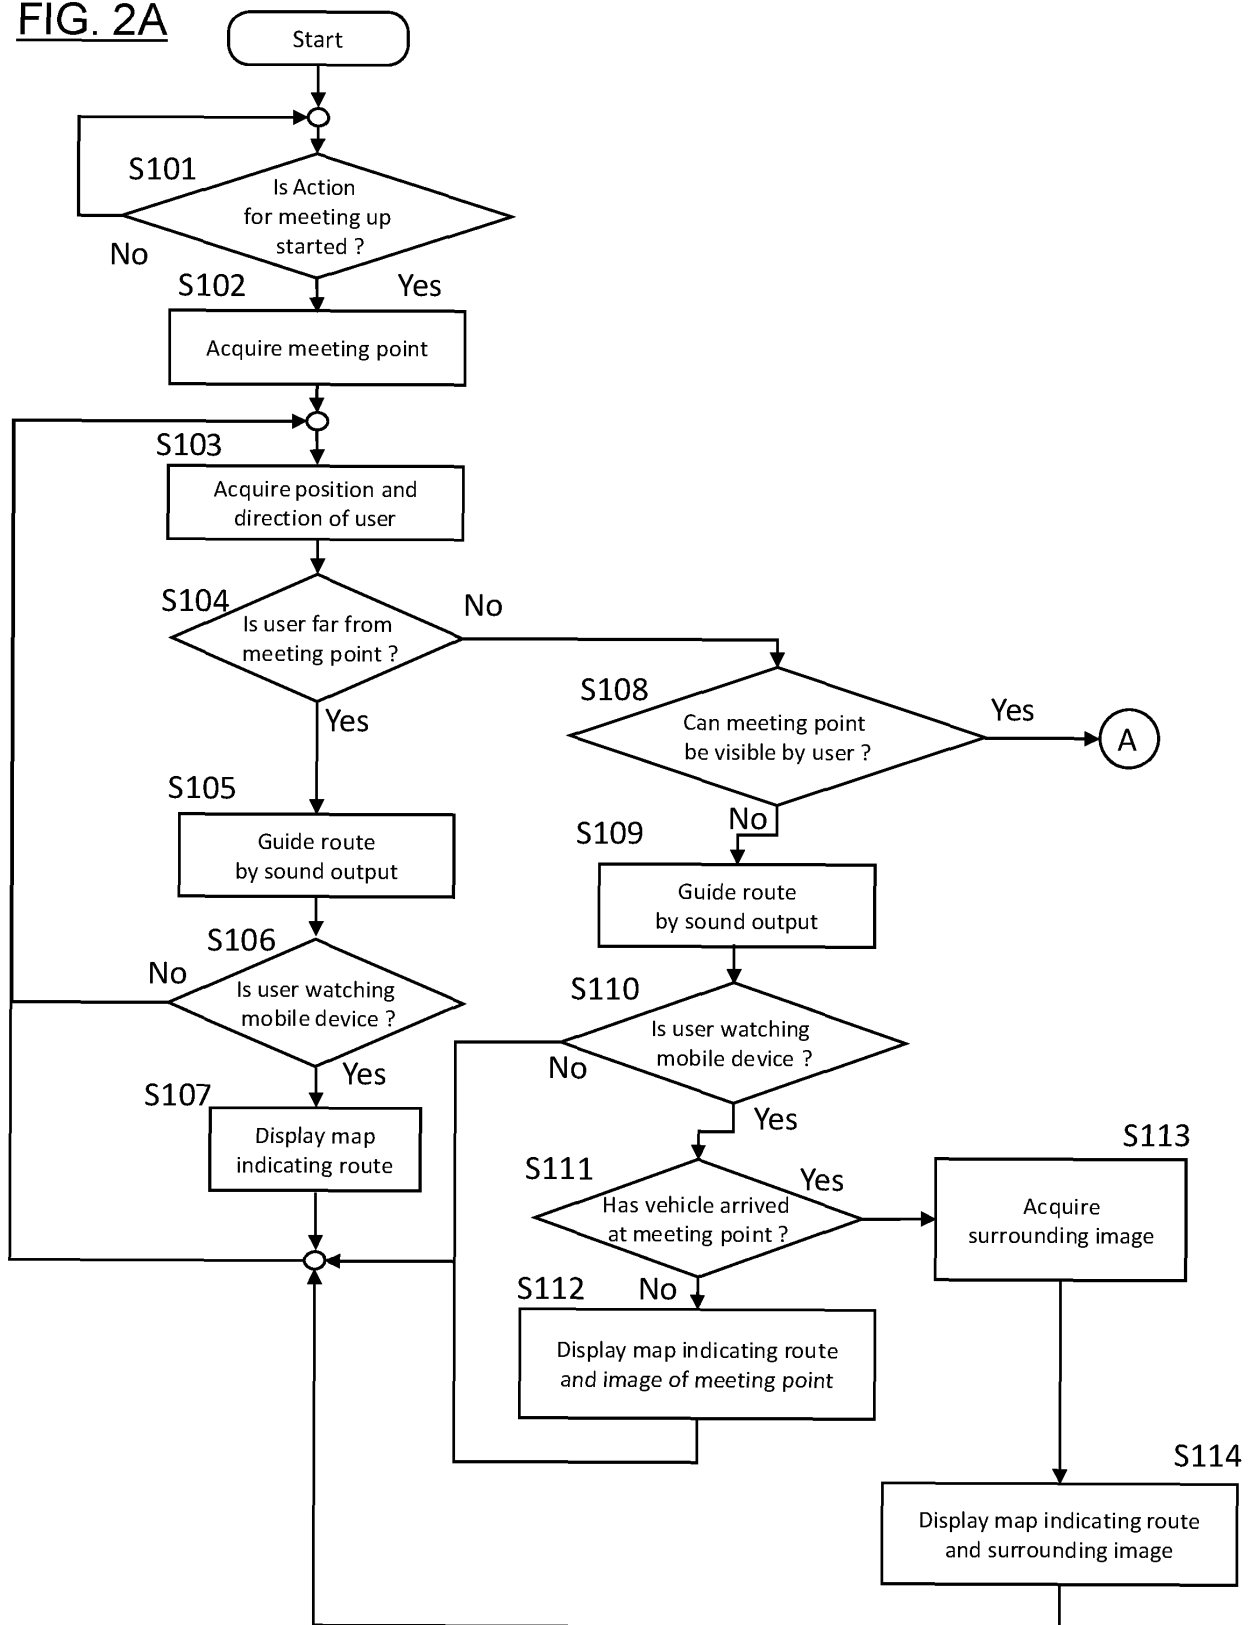 FIG. 2A
Start
S101
Is Action
for meeting up
started ?
No
Yes
S102
Acquire meeting point
S103
Acquire position and
direction of user
S104
Is user far from
meeting point ?
No
Yes
S108
Can meeting point
be visible by user ?
Yes
A
No
S105
Guide route
by sound output
S109
Guide route
by sound output
S106
Is user watching
mobile device ?
No
Yes
S110
Is user watching
mobile device ?
No
Yes
S107
Display map
indicating route
S111
Has vehicle arrived
at meeting point ?
Yes
No
S113
Acquire
surrounding image
S112
Display map indicating route
and image of meeting point
S114
Display map indicating route
and surrounding image